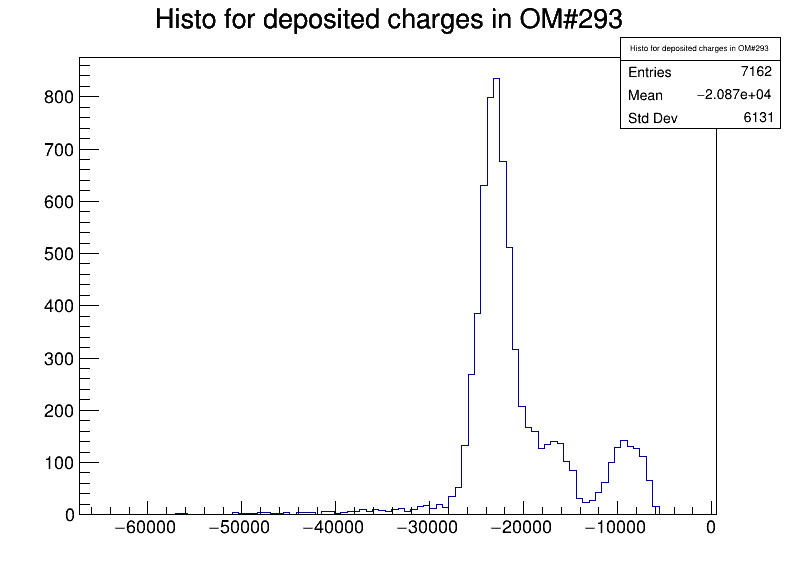 Histo for deposited charges in OM#293
Histo for deposited charges in OM#293
Entries 7162
Mean −2.087e+04
Std Dev 6131
800
700
600
500
400
300
200
100
0
−60000 −50000 −40000 −30000 −20000 −10000 0